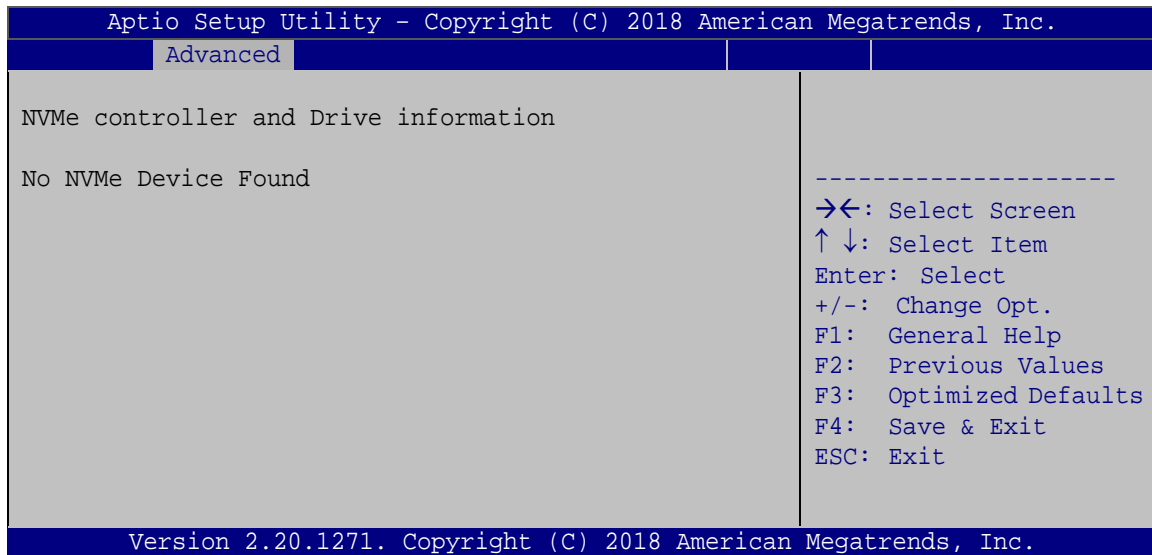 Aptio Setup Utility – Copyright (C) 2018 American Megatrends, Inc.
Advanced
NVMe controller and Drive information
No NVMe Device Found
---------------------
→←: Select Screen
↑ ↓: Select Item
Enter: Select
+/-: Change Opt.
F1: General Help
F2: Previous Values
F3: Optimized Defaults
F4: Save & Exit
ESC: Exit
Version 2.20.1271. Copyright (C) 2018 American Megatrends, Inc.